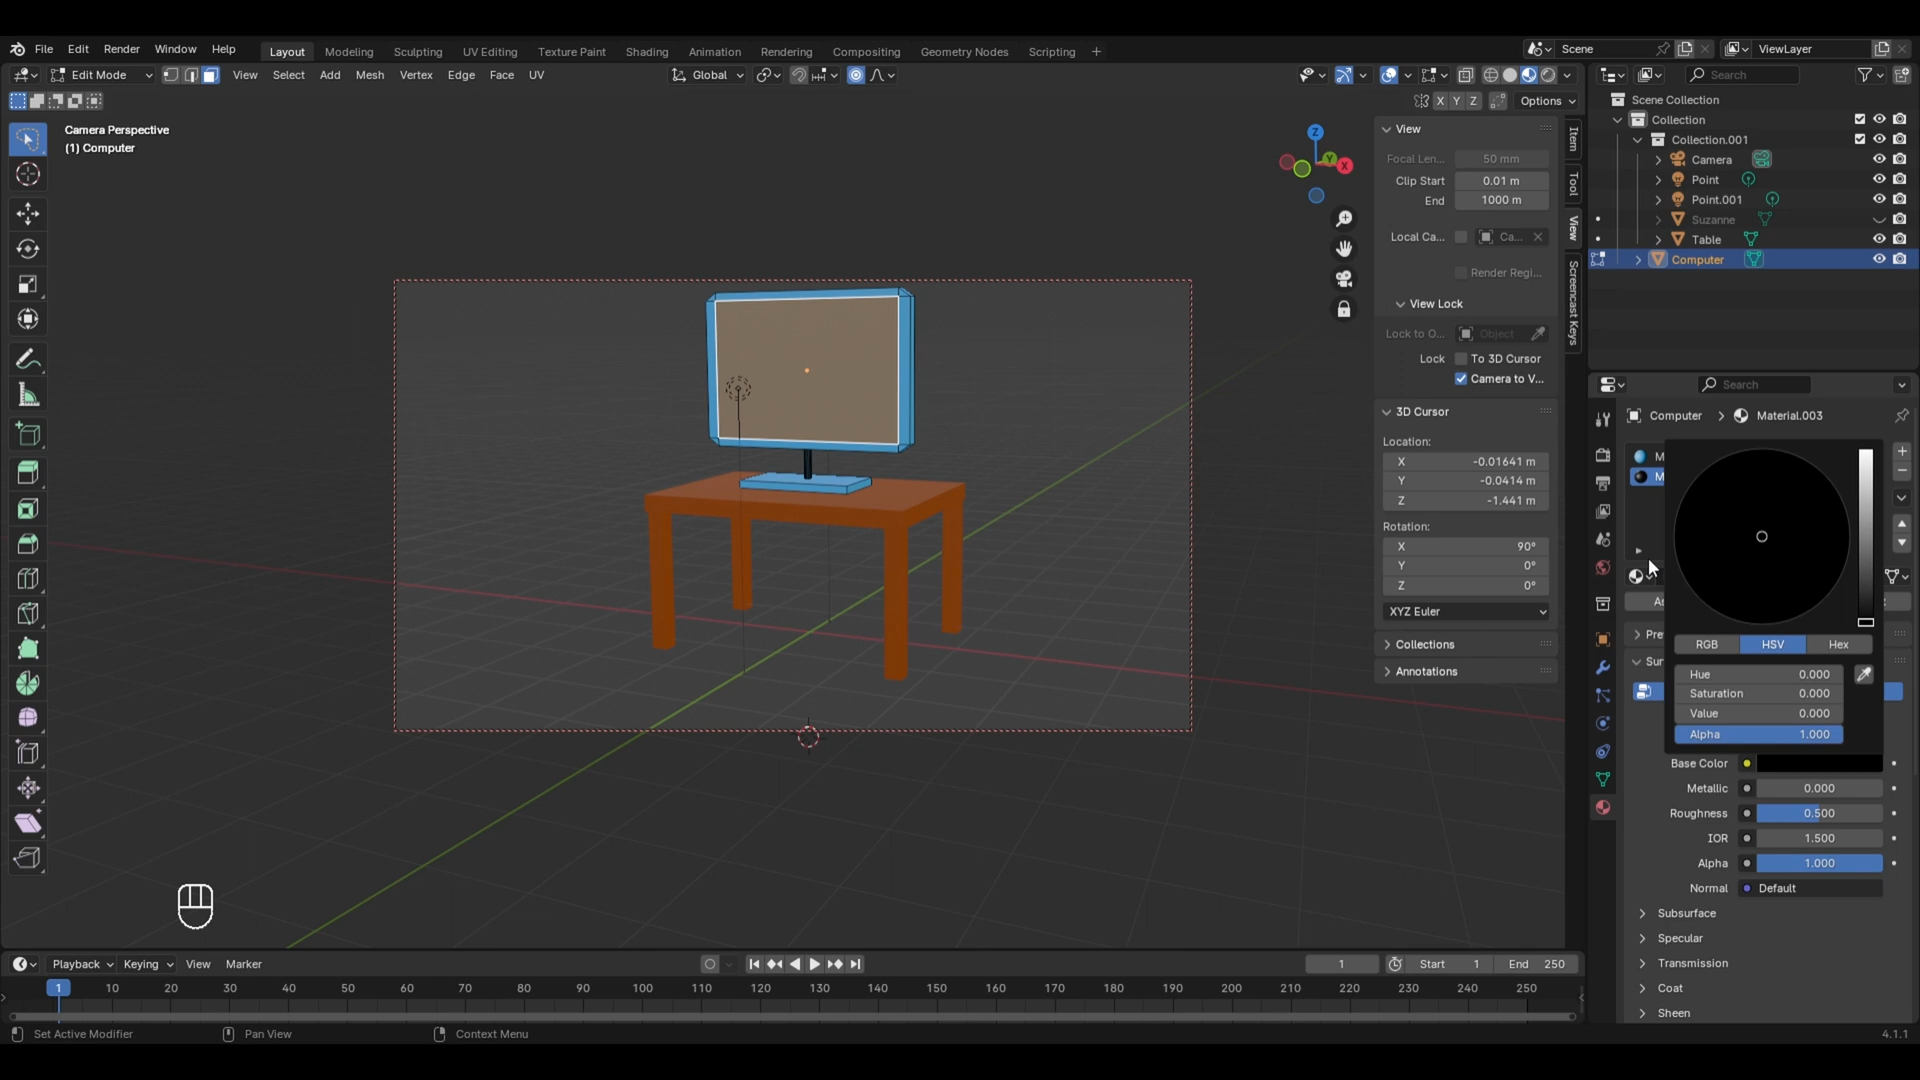 File Edit Render Window Help Layout Modeling Sculpting UV Editing Texture Paint Shading Animation Rendering Compositing Geometry Nodes Scripting + Scene ViewLayer
Edit Mode View Select Add Mesh Vertex Edge Face UV Global Search
X Y Z Options
Camera Perspective
(1) Computer
Z
Y
X
View
Focal Len... 50 mm
Clip Start 0.01 m
End 1000 m
Local Ca... Ca...
Render Regi...
View Lock
Lock to O... Object
Lock To 3D Cursor
Camera to V...
3D Cursor
Location:
X -0.01641 m
Y -0.0414 m
Z -1.441 m
Rotation:
X 90°
Y 0°
Z 0°
XYZ Euler
Collections
Annotations
Item
Tool
View
Screencast Keys
Scene Collection
Collection
Collection.001
Camera
Point
Point.001
Suzanne
Table
Computer
Search
Computer > Material.003
M
M
RGB HSV Hex
Hue 0.000
Saturation 0.000
Value 0.000
Alpha 1.000
Base Color
Metallic 0.000
Roughness 0.500
IOR 1.500
Alpha 1.000
Normal Default
Subsurface
Specular
Transmission
Coat
Sheen
Playback Keying View Marker 1 Start 1 End 250
1 10 20 30 40 50 60 70 80 90 100 110 120 130 140 150 160 170 180 190 200 210 220 230 240 250
Set Active Modifier Pan View Context Menu 4.1.1